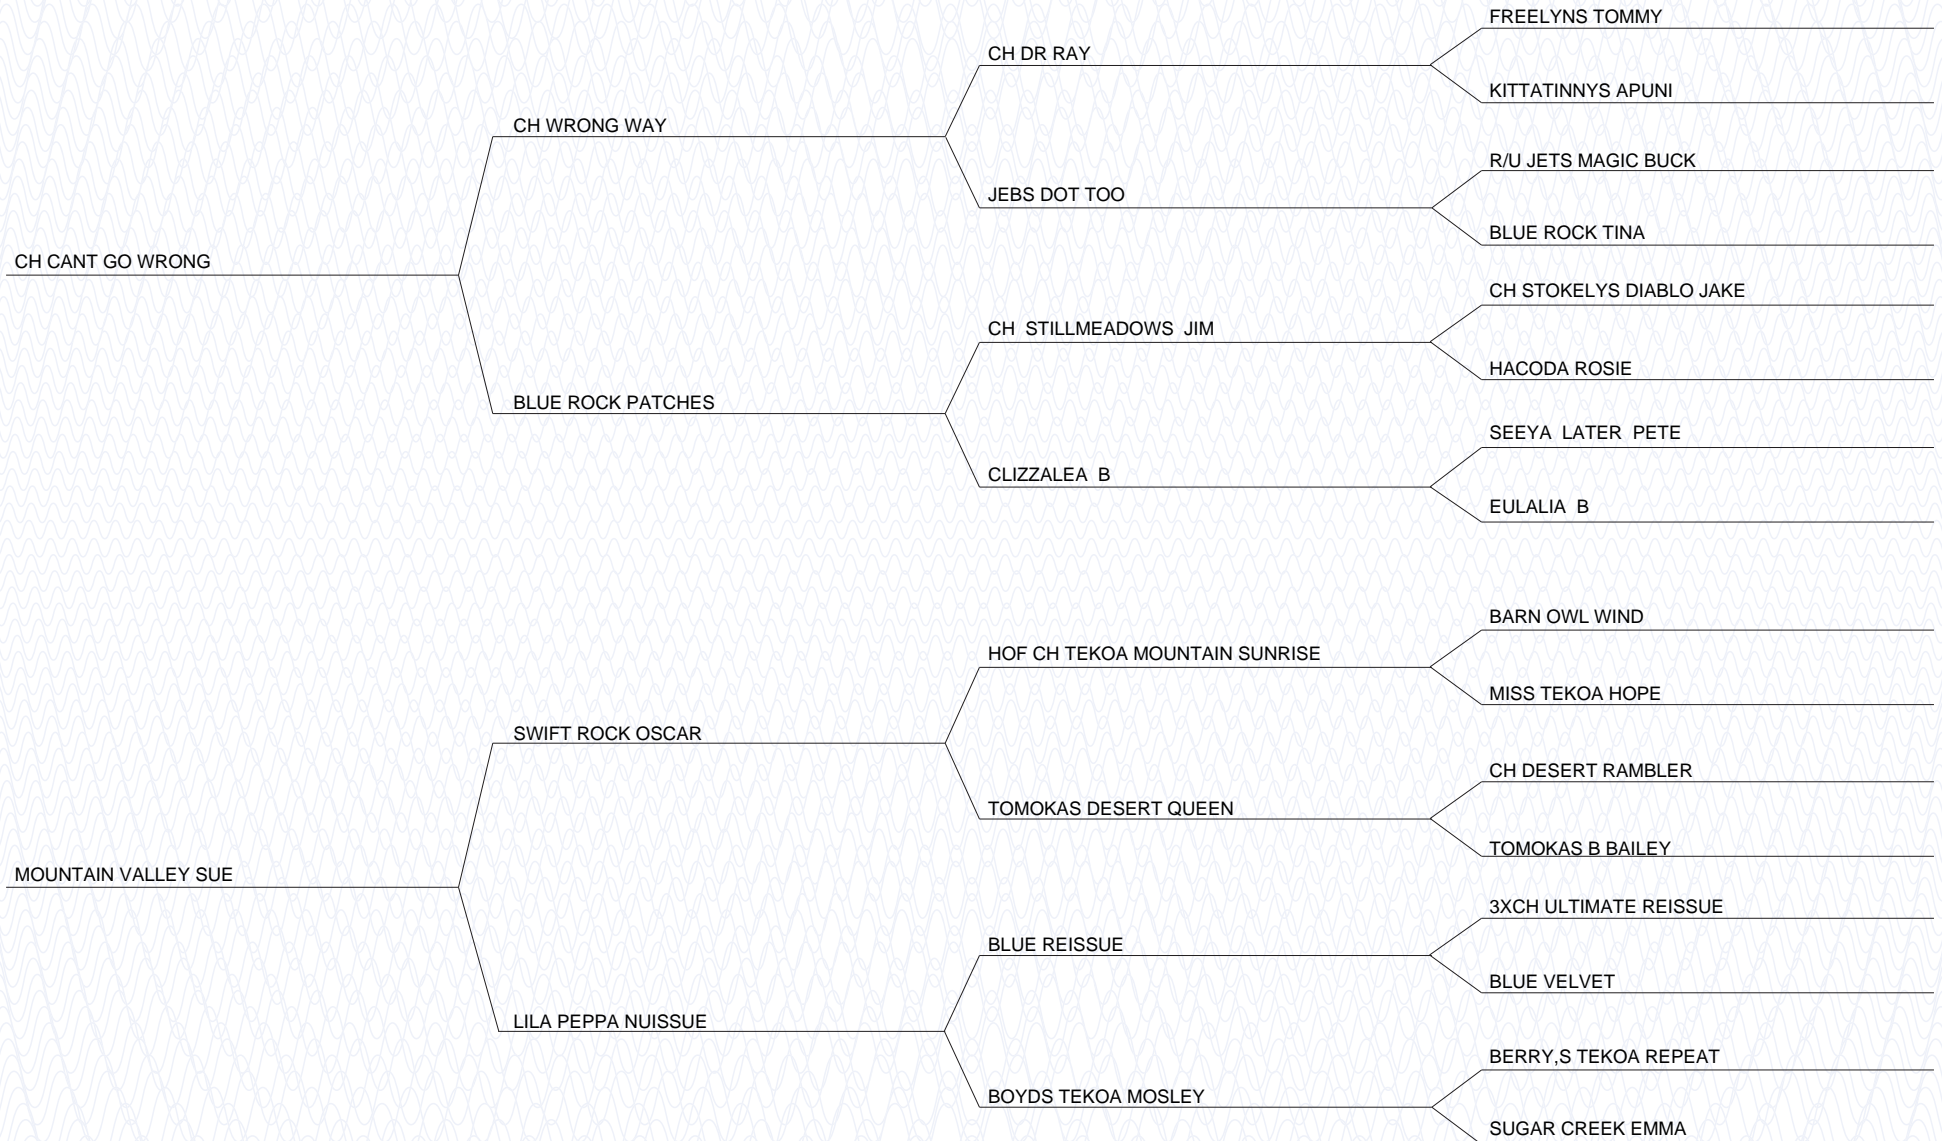 FREELYNS TOMMY
CH DR RAY
KITTATINNYS APUNI
CH WRONG WAY
R/U JETS MAGIC BUCK
JEBS DOT TOO
BLUE ROCK TINA
CH CANT GO WRONG
CH STOKELYS DIABLO JAKE
CH  STILLMEADOWS  JIM
HACODA ROSIE
BLUE ROCK PATCHES
SEEYA  LATER  PETE
CLIZZALEA  B
EULALIA  B
BARN OWL WIND
HOF CH TEKOA MOUNTAIN SUNRISE
MISS TEKOA HOPE
SWIFT ROCK OSCAR
CH DESERT RAMBLER
TOMOKAS DESERT QUEEN
TOMOKAS B BAILEY
MOUNTAIN VALLEY SUE
3XCH ULTIMATE REISSUE
BLUE REISSUE
BLUE VELVET
LILA PEPPA NUISSUE
BERRY,S TEKOA REPEAT
BOYDS TEKOA MOSLEY
SUGAR CREEK EMMA